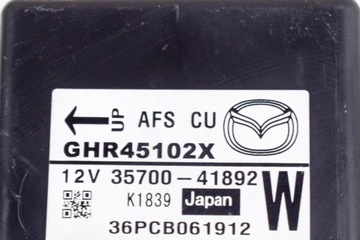 UP AFS CU
GHR45102X
12V 35700-41892
K1839 Japan W
36PCB061912